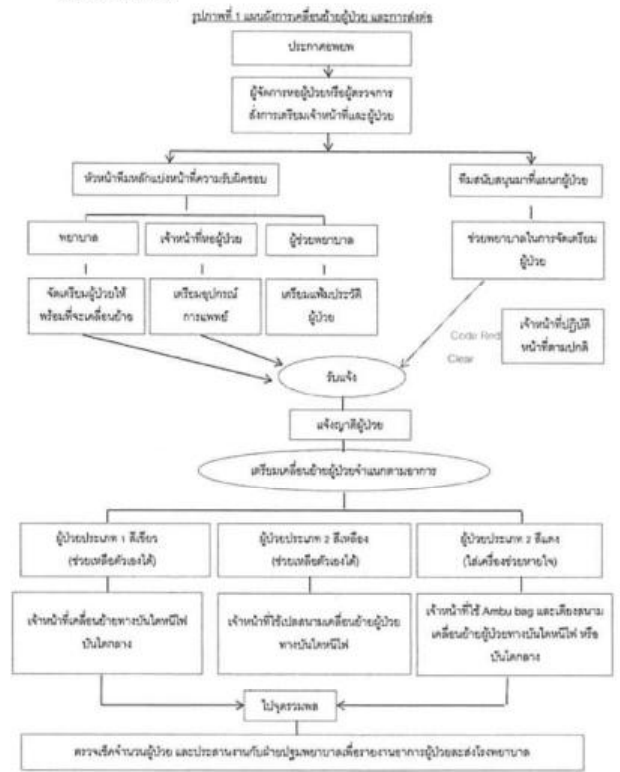 รูปภาพที่ 1 แผนผังการเคลื่อนย้ายผู้ป่วย และการส่งต่อ
ประกาศอพยพ
ผู้จัดการหอผู้ป่วยหรือผู้ตรวจการ
สั่งการเตรียมเจ้าหน้าที่และผู้ป่วย
หัวหน้าทีมหลักแบ่งหน้าที่ความรับผิดชอบ
ทีมสนับสนุนมาที่แผนกผู้ป่วย
พยาบาล
เจ้าหน้าที่หอผู้ป่วย
ผู้ช่วยพยาบาล
ช่วยพยาบาลในการจัดเตรียม
ผู้ป่วย
จัดเตรียมผู้ป่วยให้
พร้อมที่จะเคลื่อนย้าย
เตรียมอุปกรณ์
การแพทย์
เตรียมแฟ้มประวัติ
ผู้ป่วย
Code Red
Clear
เจ้าหน้าที่ปฏิบัติ
หน้าที่ตามปกติ
รับแจ้ง
แจ้งญาติผู้ป่วย
เตรียมเคลื่อนย้ายผู้ป่วยจำแนกตามอาการ
ผู้ป่วยประเภท 1 สีเขียว
(ช่วยเหลือตัวเองได้)
ผู้ป่วยประเภท 2 สีเหลือง
(ช่วยเหลือตัวเองได้)
ผู้ป่วยประเภท 2 สีแดง
(ใส่เครื่องช่วยหายใจ)
เจ้าหน้าที่เคลื่อนย้ายทางบันไดหนีไฟ
บันไดกลาง
เจ้าหน้าที่ใช้เปลสนามเคลื่อนย้ายผู้ป่วย
ทางบันไดหนีไฟ
เจ้าหน้าที่ใช้ Ambu bag และเตียงสนาม
เคลื่อนย้ายผู้ป่วยทางบันไดหนีไฟ หรือ
บันไดกลาง
ไปจุดรวมพล
ตรวจเช็คจำนวนผู้ป่วย และประสานงานกับฝ่ายปฐมพยาบาลเพื่อรายงานอาการผู้ป่วยและส่งโรงพยาบาล